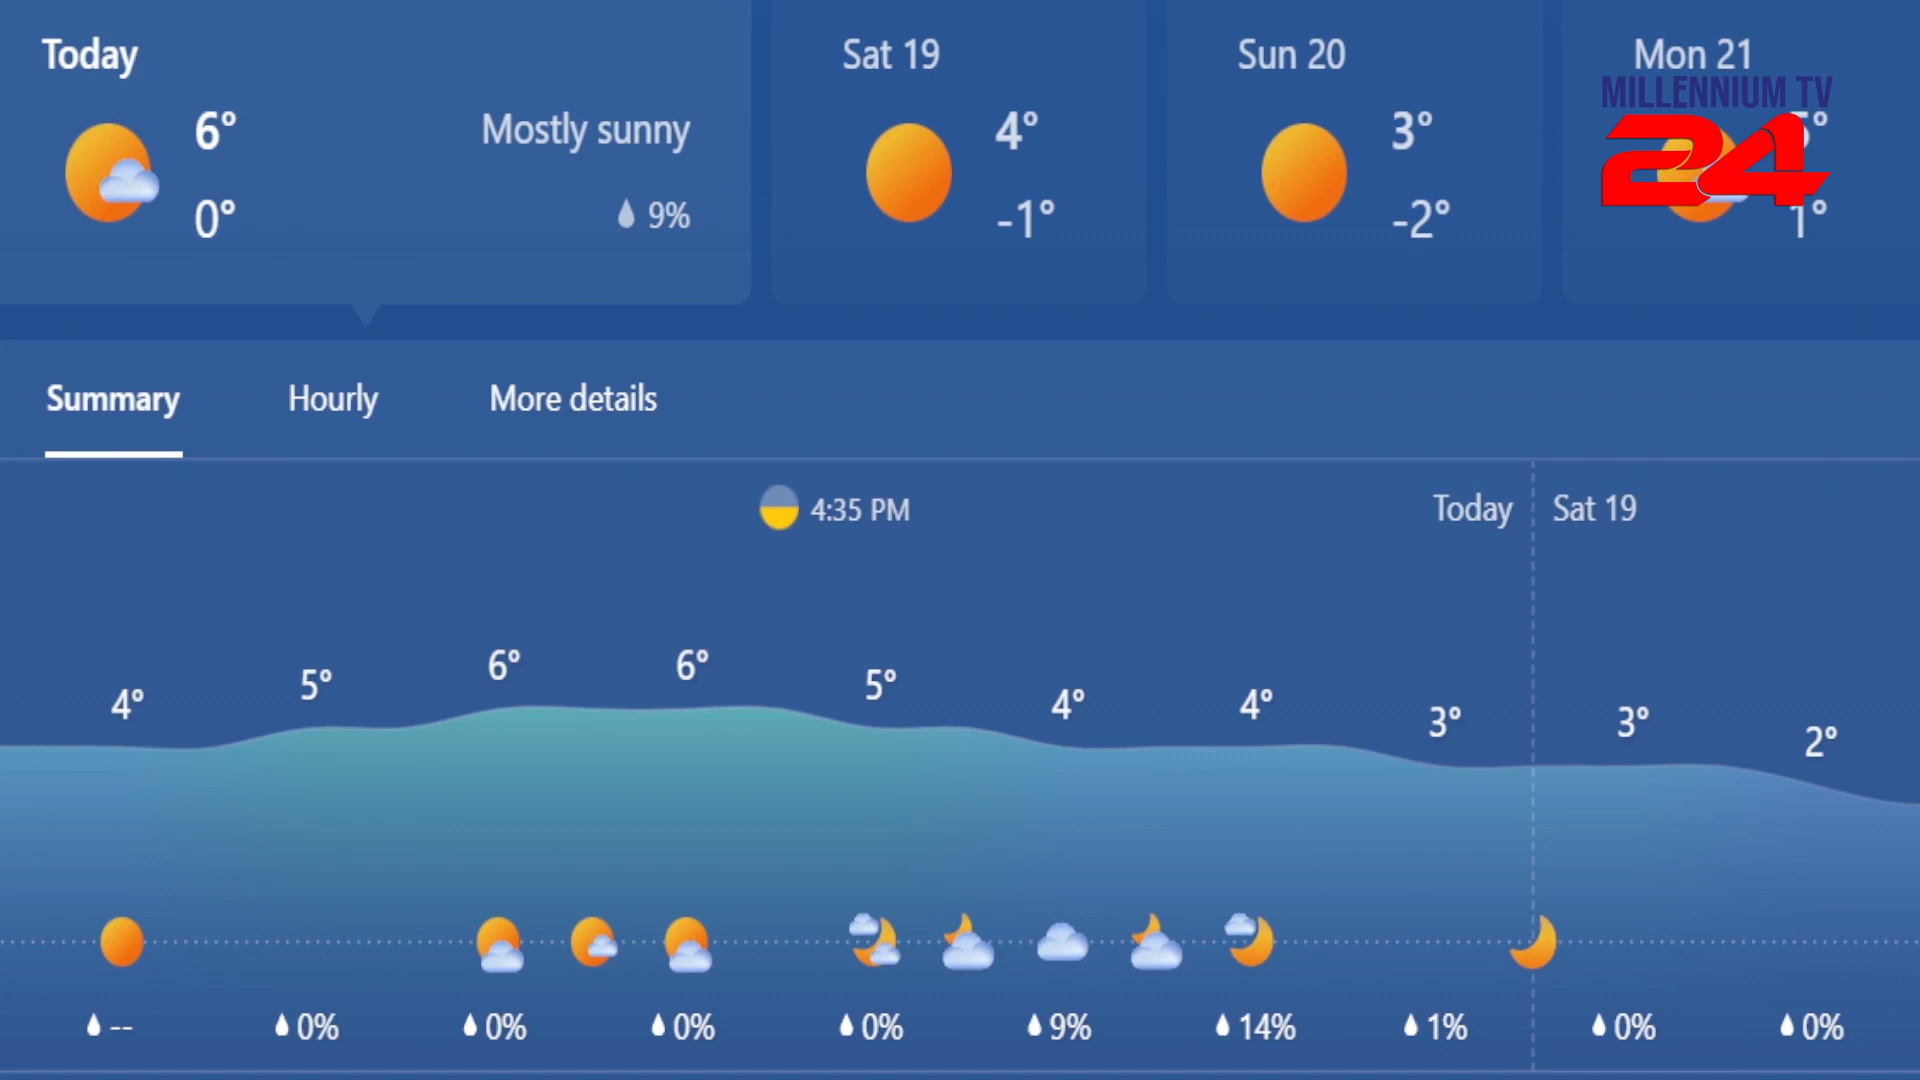 Today
Sat 19
Sun 20
Mon 21
MILLENNIUM TV
24
6°
Mostly sunny
4°
3°
0°
9%
-1°
-2°
1°
Summary
Hourly
More details
4:35 PM
Today
Sat 19
4° 5° 6° 6° 5° 4° 4° 3° 3° 2°
-- 0% 0% 0% 0% 9% 14% 1% 0% 0%